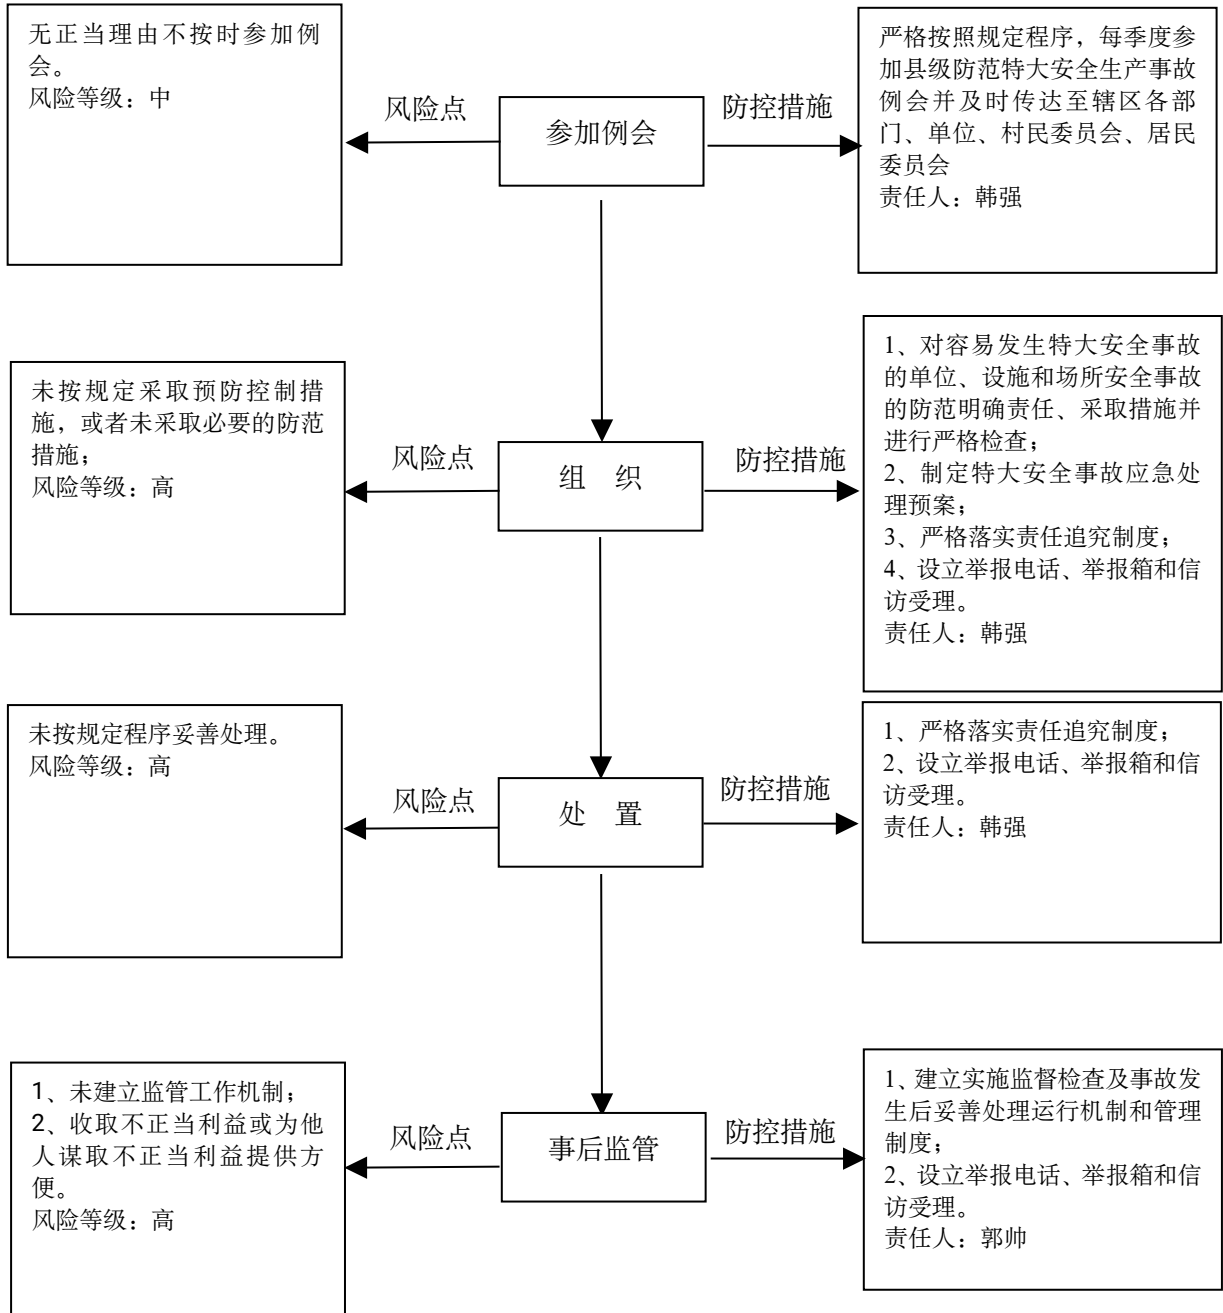 无正当理由不按时参加例
会。
风险等级：中
风险点
参加例会
防控措施
严格按照规定程序，每季度参
加县级防范特大安全生产事故
例会并及时传达至辖区各部
门、单位、村民委员会、居民
委员会
责任人：韩强
未按规定采取预防控制措
施，或者未采取必要的防范
措施；
风险等级：高
风险点
组 织
防控措施
1、对容易发生特大安全事故
的单位、设施和场所安全事故
的防范明确责任、采取措施并
进行严格检查；
2、制定特大安全事故应急处
理预案；
3、严格落实责任追究制度；
4、设立举报电话、举报箱和信
访受理。
责任人：韩强
未按规定程序妥善处理。
风险等级：高
风险点
处 置
防控措施
1、严格落实责任追究制度；
2、设立举报电话、举报箱和信
访受理。
责任人：韩强
1、未建立监管工作机制；
2、收取不正当利益或为他
人谋取不正当利益提供方
便。
风险等级：高
风险点
事后监管
防控措施
1、建立实施监督检查及事故发
生后妥善处理运行机制和管理
制度；
2、设立举报电话、举报箱和信
访受理。
责任人：郭帅